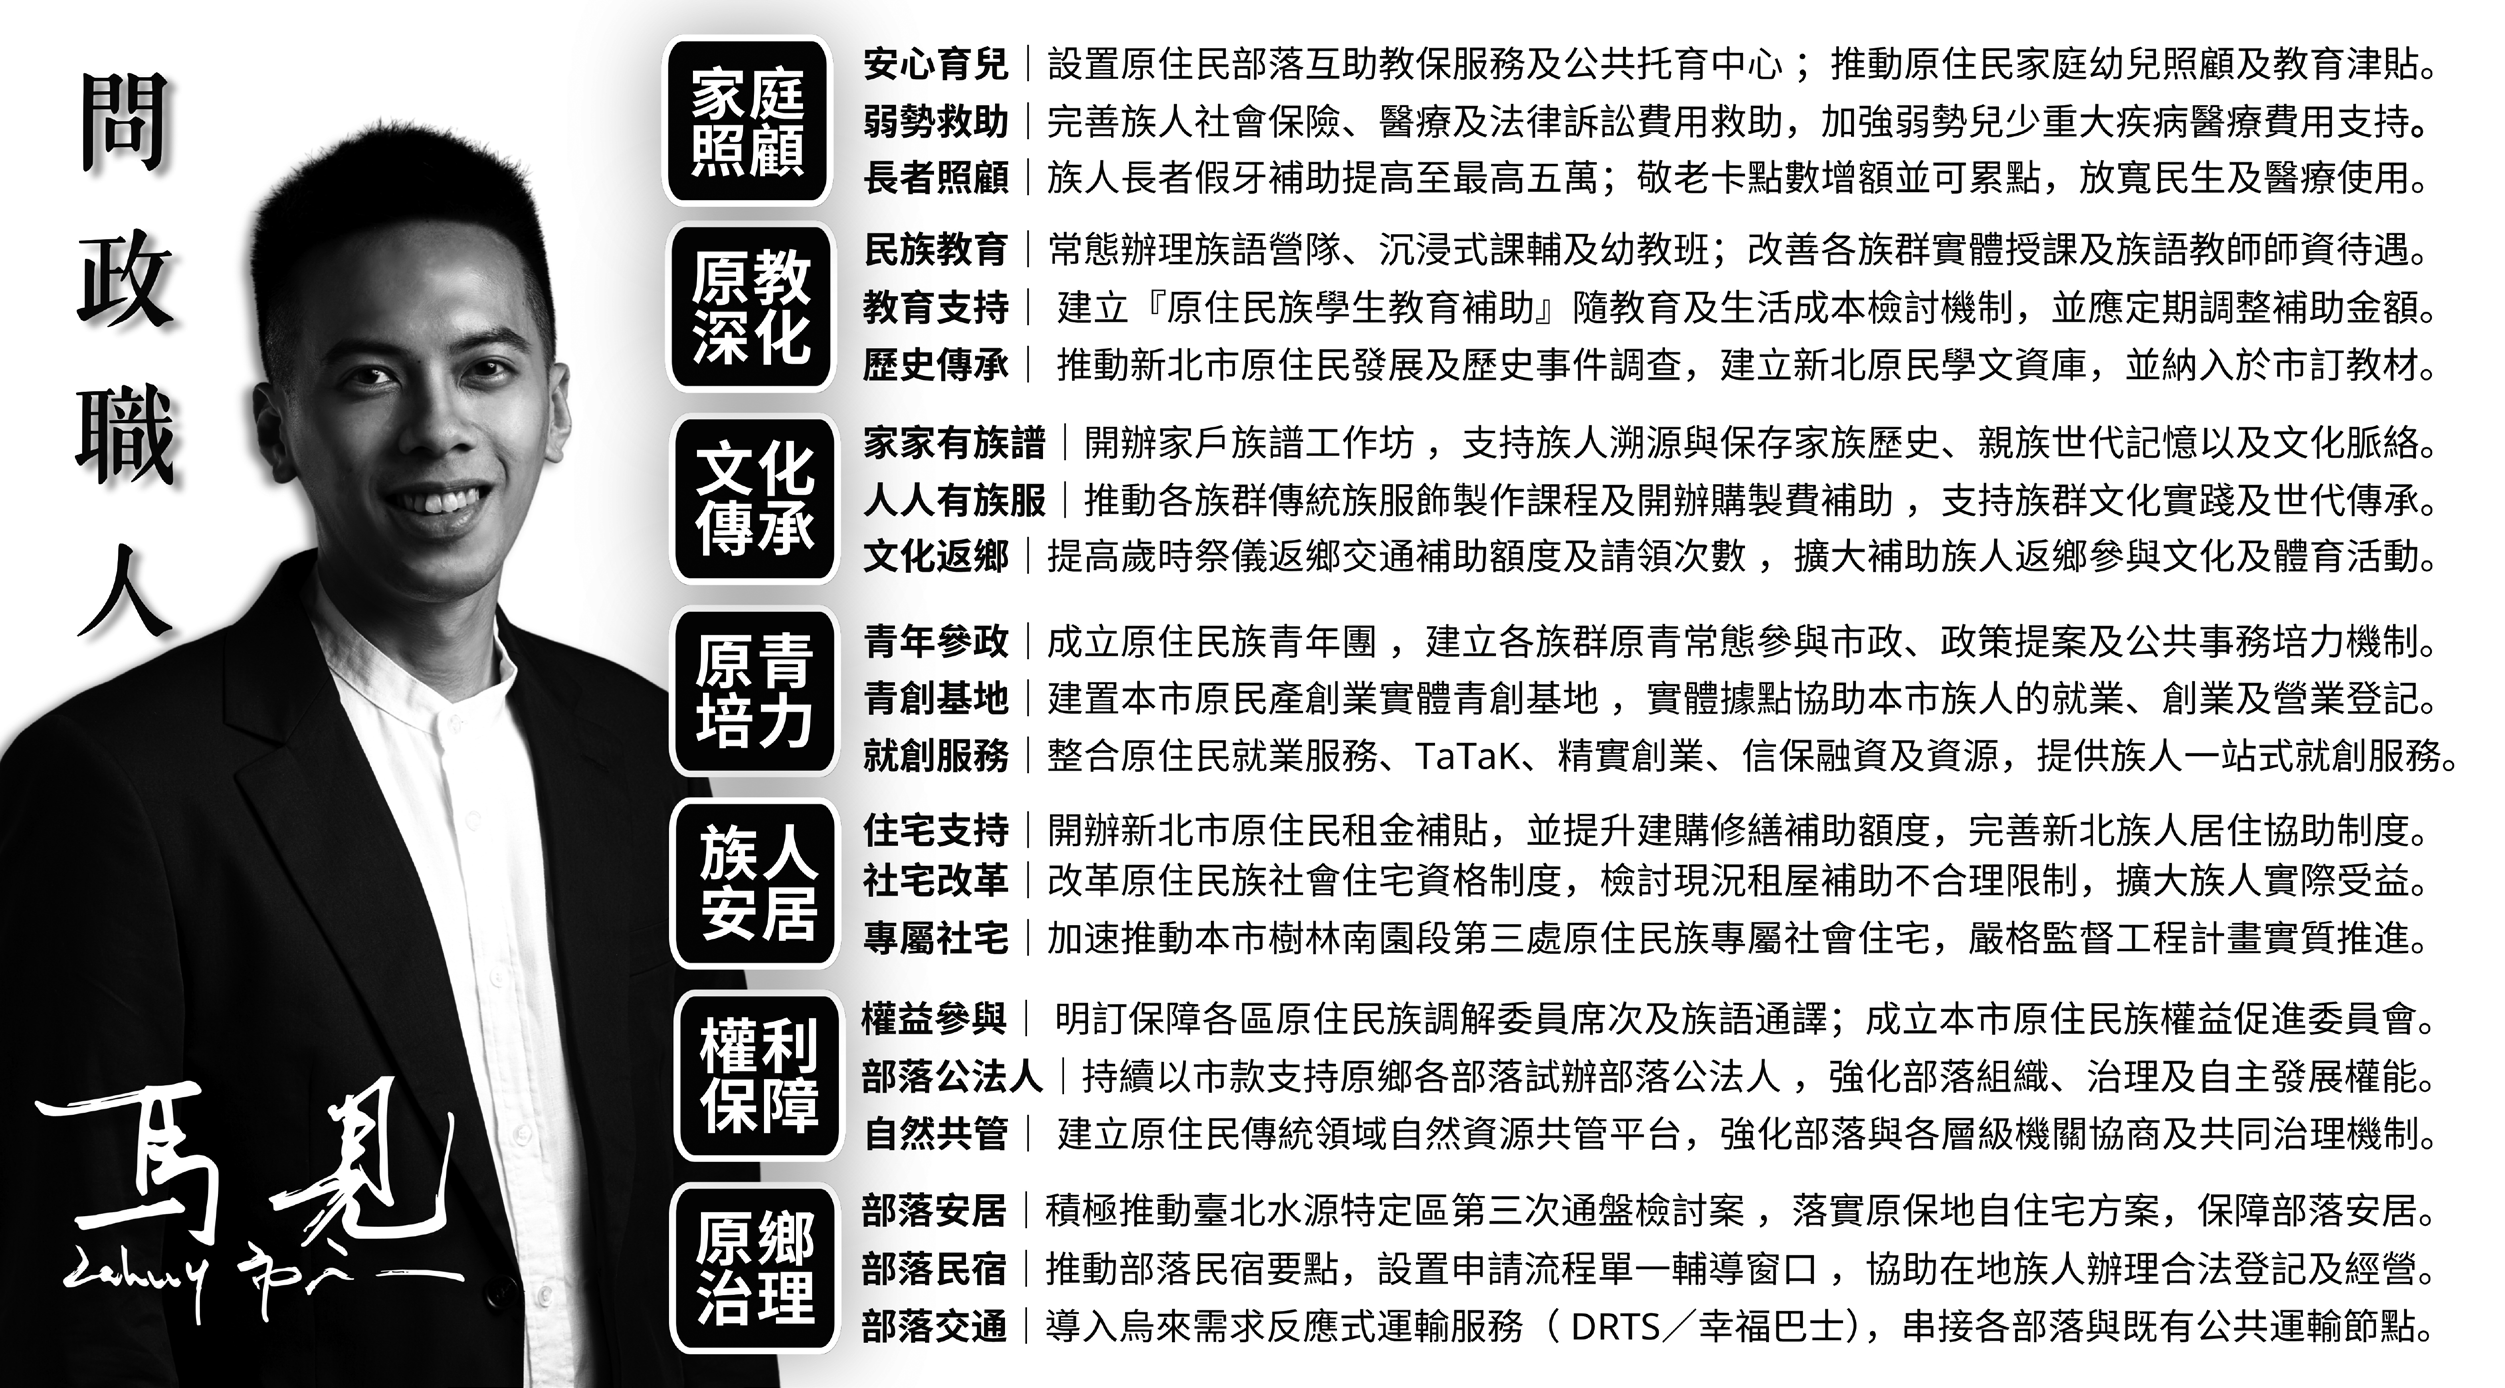 問政職人
家庭
照顧
安心育兒｜設置原住民部落互助教保服務及公共托育中心；推動原住民家庭幼兒照顧及教育津貼。
弱勢救助｜完善族人社會保險、醫療及法律訴訟費用救助，加強弱勢兒少重大疾病醫療費用支持。
長者照顧｜族人長者假牙補助提高至最高五萬；敬老卡點數增額並可累點，放寬民生及醫療使用。
原教
深化
民族教育｜常態辦理族語營隊、沉浸式課輔及幼教班；改善各族群實體授課及族語教師師資待遇。
教育支持｜建立『原住民族學生教育補助』隨教育及生活成本檢討機制，並應定期調整補助金額。
歷史傳承｜推動新北市原住民發展及歷史事件調查，建立新北原民學文資庫，並納入於市訂教材。
文化
傳承
家家有族譜｜開辦家戶族譜工作坊，支持族人溯源與保存家族歷史、親族世代記憶以及文化脈絡。
人人有族服｜推動各族群傳統族服飾製作課程及開辦購製費補助，支持族群文化實踐及世代傳承。
文化返鄉｜提高歲時祭儀返鄉交通補助額度及請領次數，擴大補助族人返鄉參與文化及體育活動。
原青
培力
青年參政｜成立原住民族青年團，建立各族群原青常態參與市政、政策提案及公共事務培力機制。
青創基地｜建置本市原民產創業實體青創基地，實體據點協助本市族人的就業、創業及營業登記。
就創服務｜整合原住民就業服務、TaTaK、精實創業、信保融資及資源，提供族人一站式就創服務。
族人
安居
住宅支持｜開辦新北市原住民租金補貼，並提升建購修繕補助額度，完善新北族人居住協助制度。
社宅改革｜改革原住民族社會住宅資格制度，檢討現況租屋補助不合理限制，擴大族人實際受益。
專屬社宅｜加速推動本市樹林南園段第三處原住民族專屬社會住宅，嚴格監督工程計畫實質推進。
權利
保障
權益參與｜明訂保障各區原住民族調解委員席次及族語通譯；成立本市原住民族權益促進委員會。
部落公法人｜持續以市款支持原鄉各部落試辦部落公法人，強化部落組織、治理及自主發展權能。
自然共管｜建立原住民傳統領域自然資源共管平台，強化部落與各層級機關協商及共同治理機制。
原鄉
治理
部落安居｜積極推動臺北水源特定區第三次通盤檢討案，落實原保地自住宅方案，保障部落安居。
部落民宿｜推動部落民宿要點，設置申請流程單一輔導窗口，協助在地族人辦理合法登記及經營。
部落交通｜導入烏來需求反應式運輸服務（DRTS／幸福巴士），串接各部落與既有公共運輸節點。
馬見